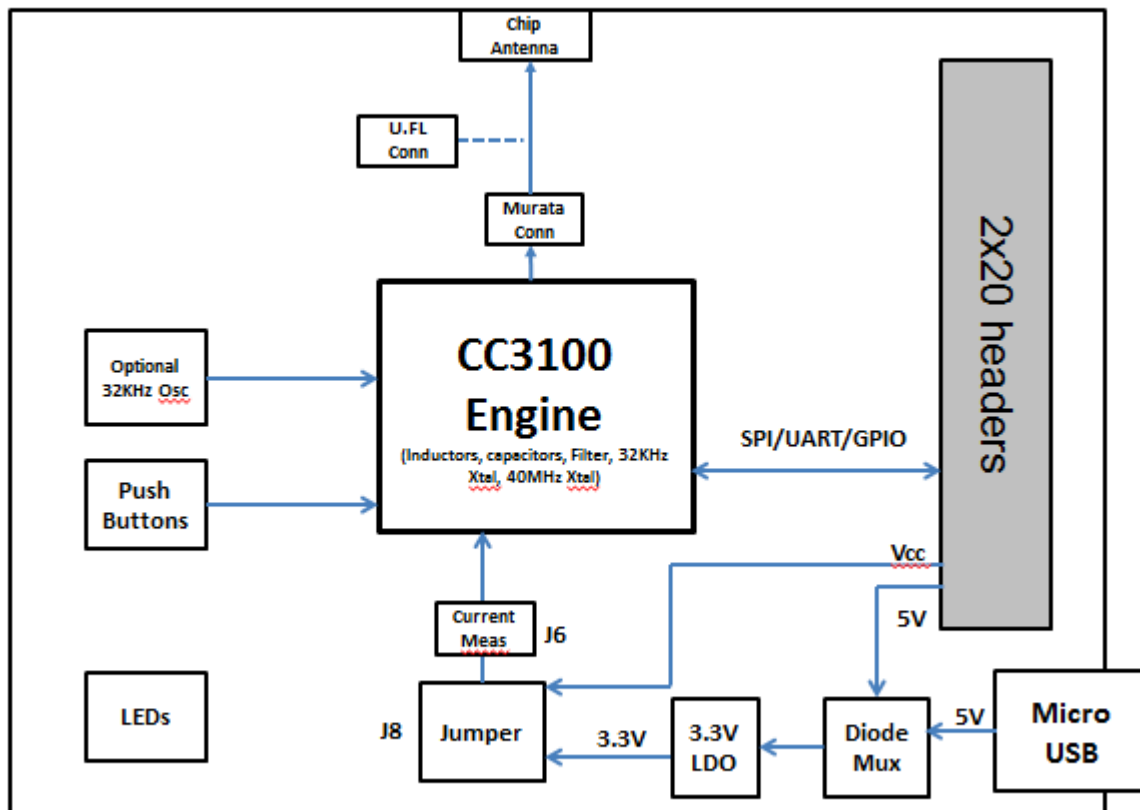 Chip
Antenna
U.FL
Conn
Murata
Conn
CC3100
Engine
(Inductors, capacitors, Filter, 32KHz
Xtal, 40MHz Xtal)
Optional
32KHz Osc
Push
Buttons
LEDs
SPI/UART/GPIO
2x20 headers
Vcc
5V
Current
Meas
J6
J8
Jumper
3.3V
3.3V
LDO
Diode
Mux
5V
Micro
USB